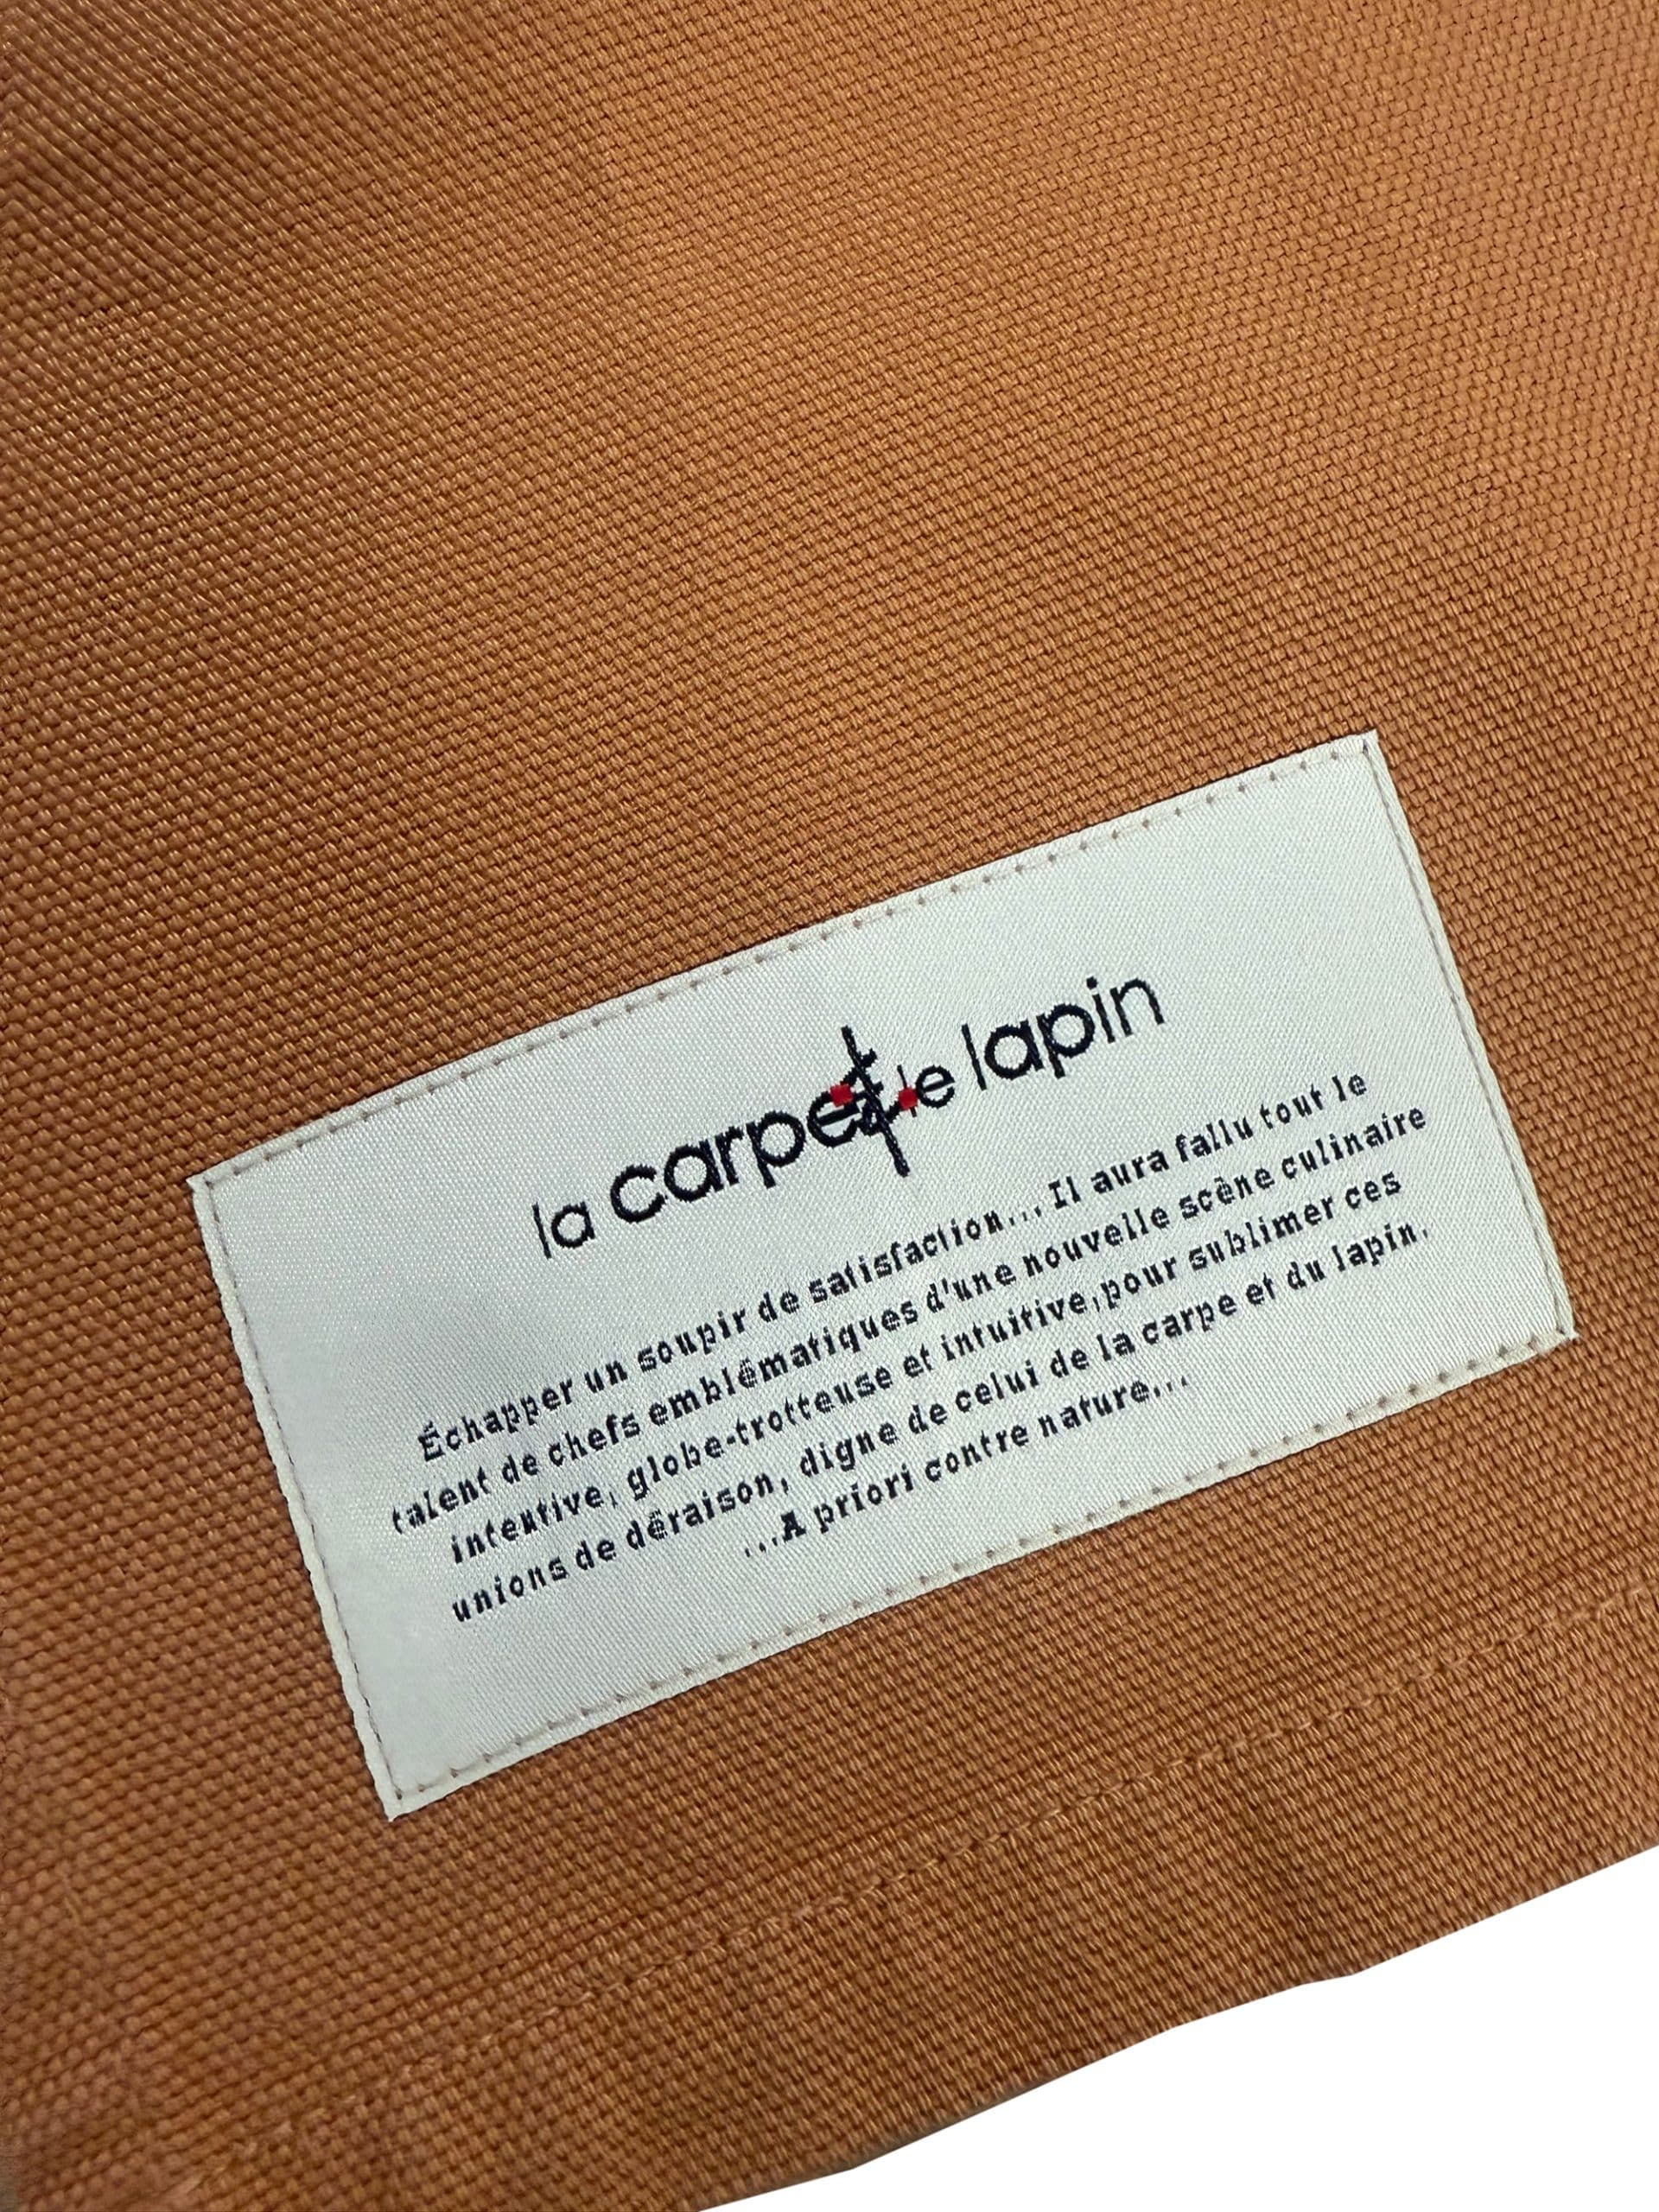 la carpe et le lapin
Échapper un soupir de satisfaction... Il aura fallu tout le
talent de chefs emblématiques d'une nouvelle scène culinaire
intentive, globe-trotteuse et intuitive, pour sublimer ces
unions de déraison, digne de celui de la carpe et du lapin.
...A priori contre nature...